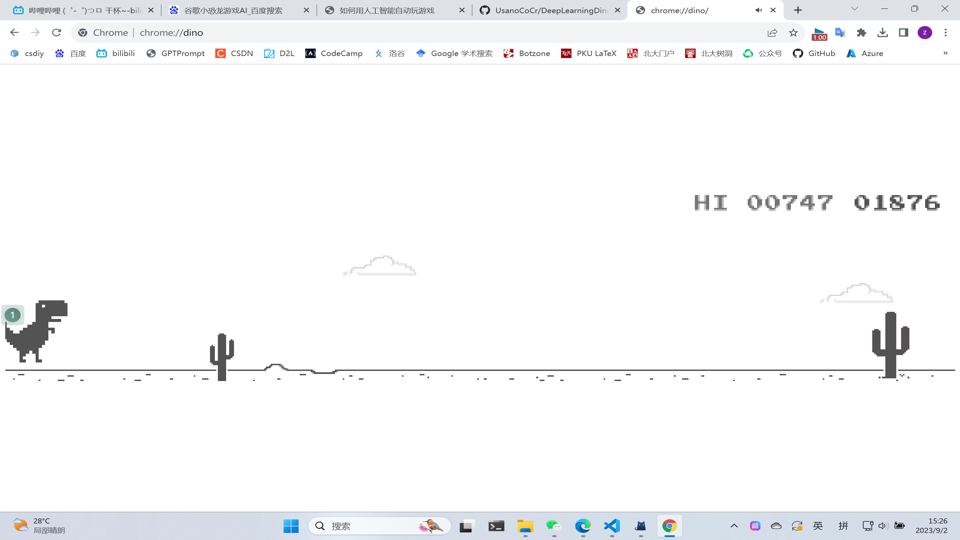 哔哩哔哩 (゜-゜)つロ 干杯~-bili
谷歌小恐龙游戏AI_百度搜索
如何用人工智能自动玩游戏
UsanoCoCr/DeepLearningDin
chrome://dino/
Chrome | chrome://dino
1.00
z
csdiy
百度
bilibili
GPTPrompt
CSDN
D2L
CodeCamp
洛谷
Google 学术搜索
Botzone
PKU LaTeX
北大门户
北大树洞
公众号
GitHub
Azure
»
HI 00747 01876
1
28°C
局部晴朗
搜索
英
拼
15:26
2023/9/2